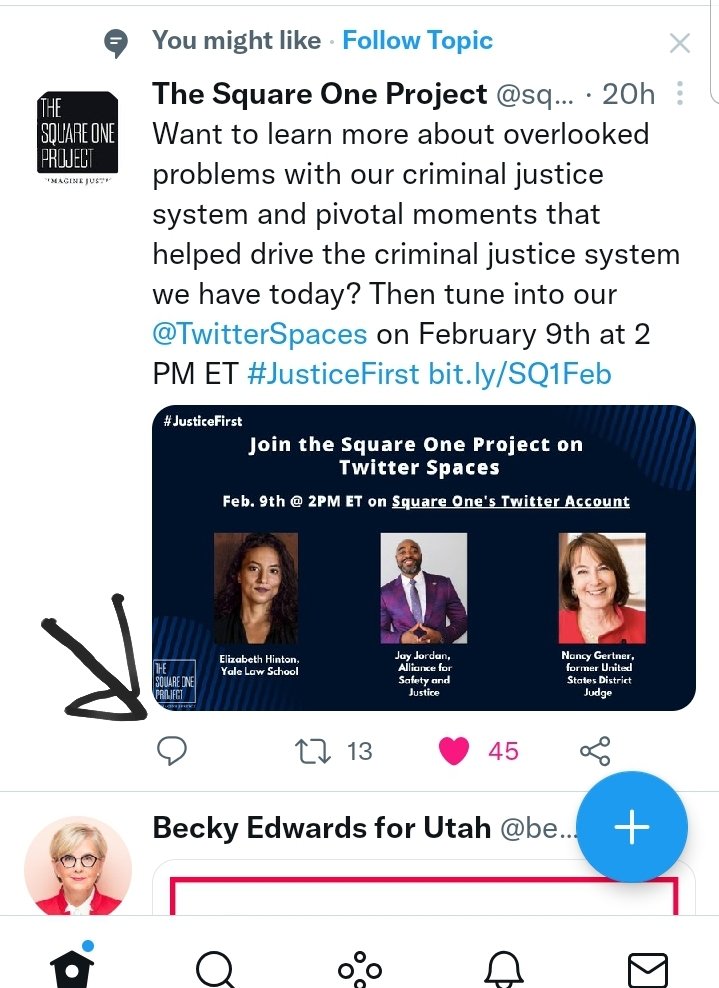 You might like · Follow Topic
THE
SQUARE ONE
PROJECT
The Square One Project @sq... · 20h
Want to learn more about overlooked
problems with our criminal justice
system and pivotal moments that
helped drive the criminal justice system
we have today? Then tune into our
@TwitterSpaces on February 9th at 2
PM ET #JusticeFirst bit.ly/SQ1Feb
#JusticeFirst
Join the Square One Project on
Twitter Spaces
Feb. 9th @ 2PM ET on Square One's Twitter Account
Elizabeth Hinton,
Yale Law School
Jay Jordan,
Alliance for
Safety and
Justice
Nancy Gertner,
former United
States District
Judge
THE
SQUARE ONE
PROJECT
13
45
Becky Edwards for Utah @be...